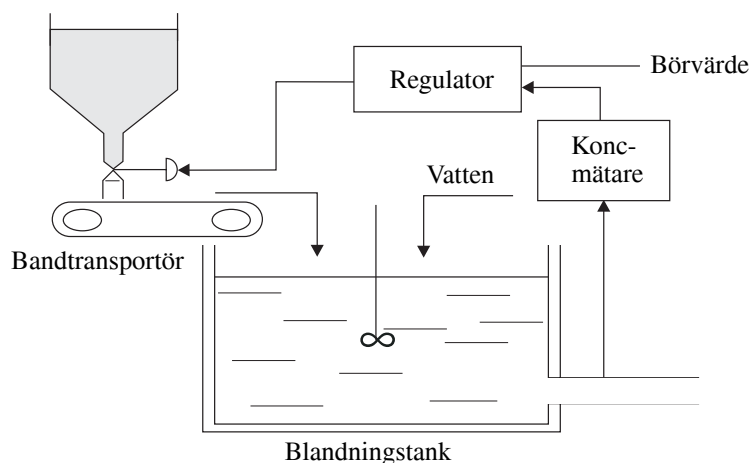 Börvärde
Regulator
Konc-
mätare
Vatten
Bandtransportör
Blandningstank